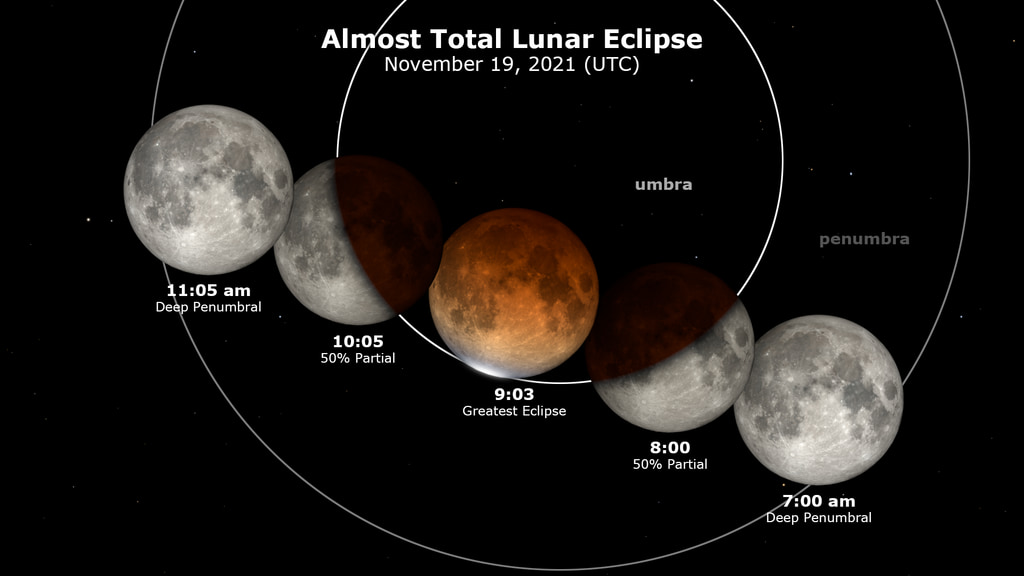 Almost Total Lunar Eclipse
November 19, 2021 (UTC)
umbra
penumbra
11:05 am
Deep Penumbral
10:05
50% Partial
9:03
Greatest Eclipse
8:00
50% Partial
7:00 am
Deep Penumbral